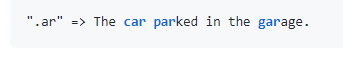 ".ar" => The car parked in the garage.